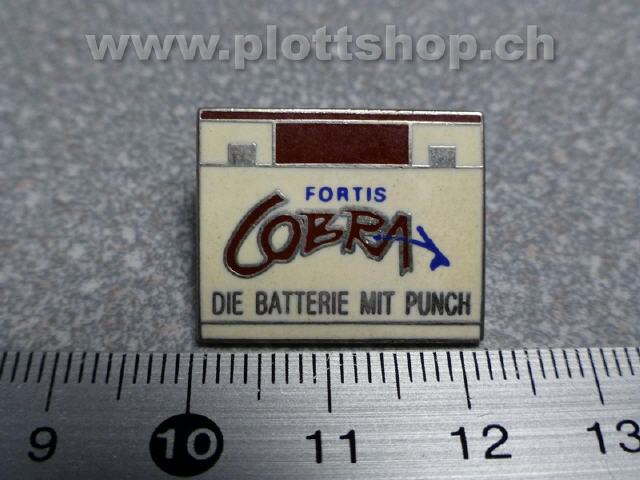 www.plottshop.ch
FORTIS
COBRA
DIE BATTERIE MIT PUNCH
9 10 11 12 13